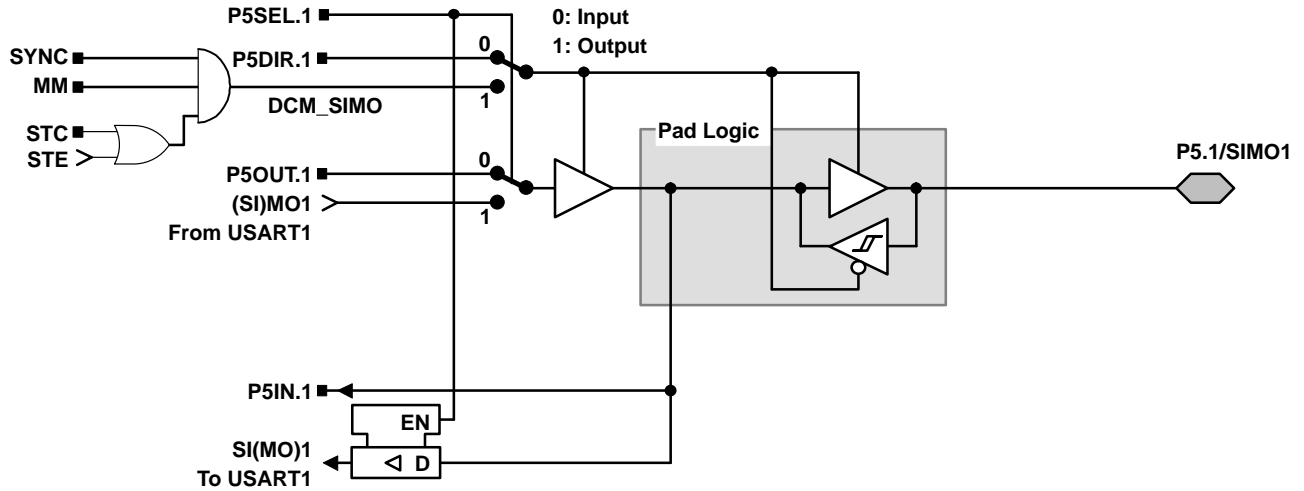 P5SEL.1
0: Input
1: Output
SYNC
MM
STC
STE
P5DIR.1
0
1
DCM_SIMO
Pad Logic
P5.1/SIMO1
P5OUT.1
0
(SI)MO1
1
From USART1
P5IN.1
EN
SI(MO)1
D
To USART1